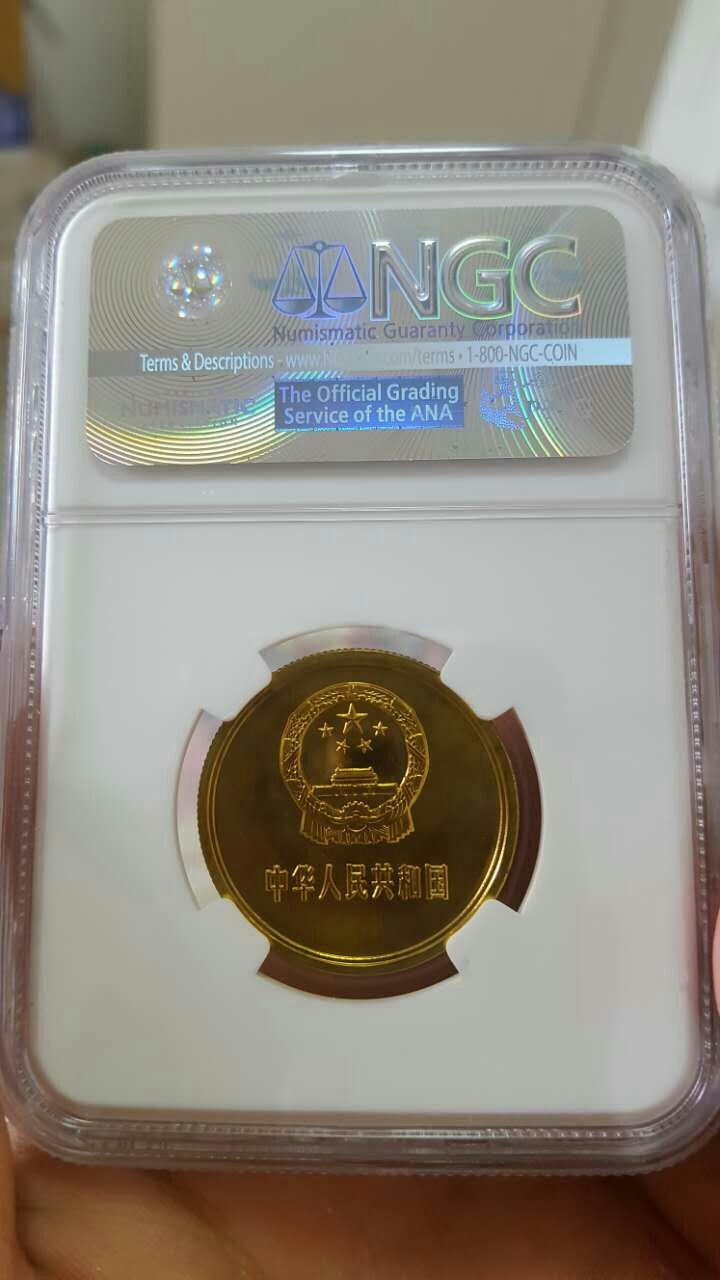 NGC
Numismatic Guaranty Corporation
Terms & Descriptions - www. .com/terms • 1-800-NGC-COIN
NUMISMATIC
The Official Grading
Service of the ANA
中华人民共和国